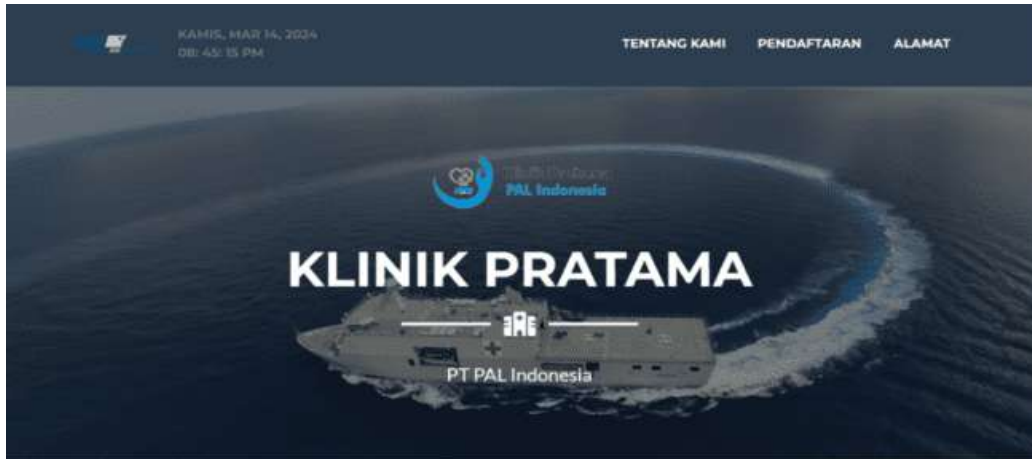 KAMIS, MAR 14, 2024
08: 45: 15 PM
TENTANG KAMI
PENDAFTARAN
ALAMAT
PAL Indonesia
KLINIK PRATAMA
PT PAL Indonesia